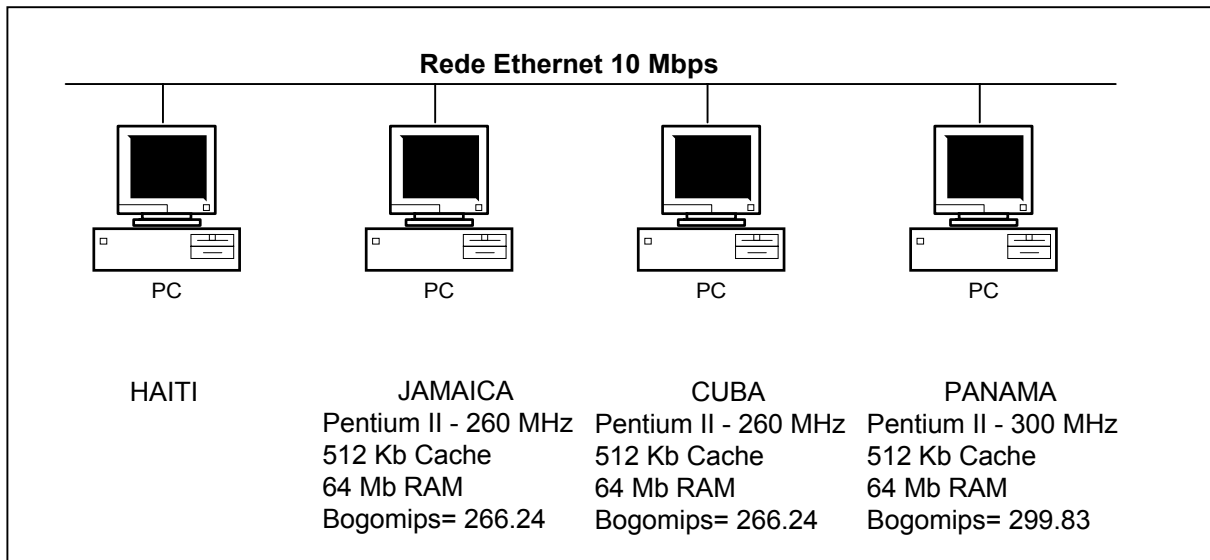 Rede Ethernet 10 Mbps
PC
PC
PC
PC
HAITI
JAMAICA
Pentium II - 260 MHz
512 Kb Cache
64 Mb RAM
Bogomips= 266.24
CUBA
Pentium II - 260 MHz
512 Kb Cache
64 Mb RAM
Bogomips= 266.24
PANAMA
Pentium II - 300 MHz
512 Kb Cache
64 Mb RAM
Bogomips= 299.83